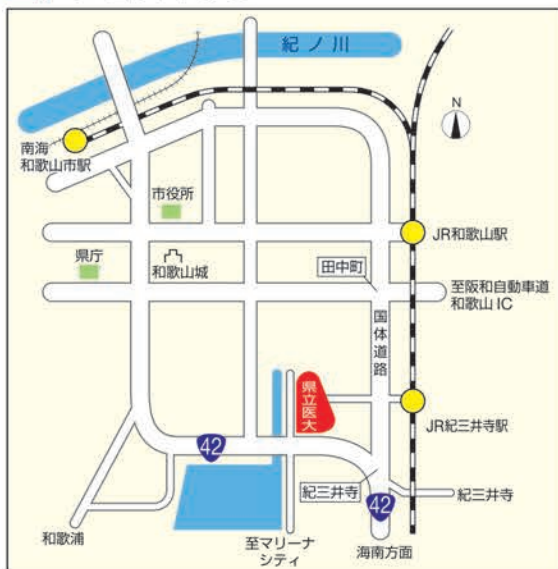 紀ノ川
N
南海
和歌山市駅
市役所
JR和歌山駅
県庁
和歌山城
田中町
至阪和自動車道
和歌山 IC
国体道路
県立医大
JR紀三井寺駅
42
紀三井寺
42
紀三井寺
和歌浦
至マリーナ
シティ
海南方面